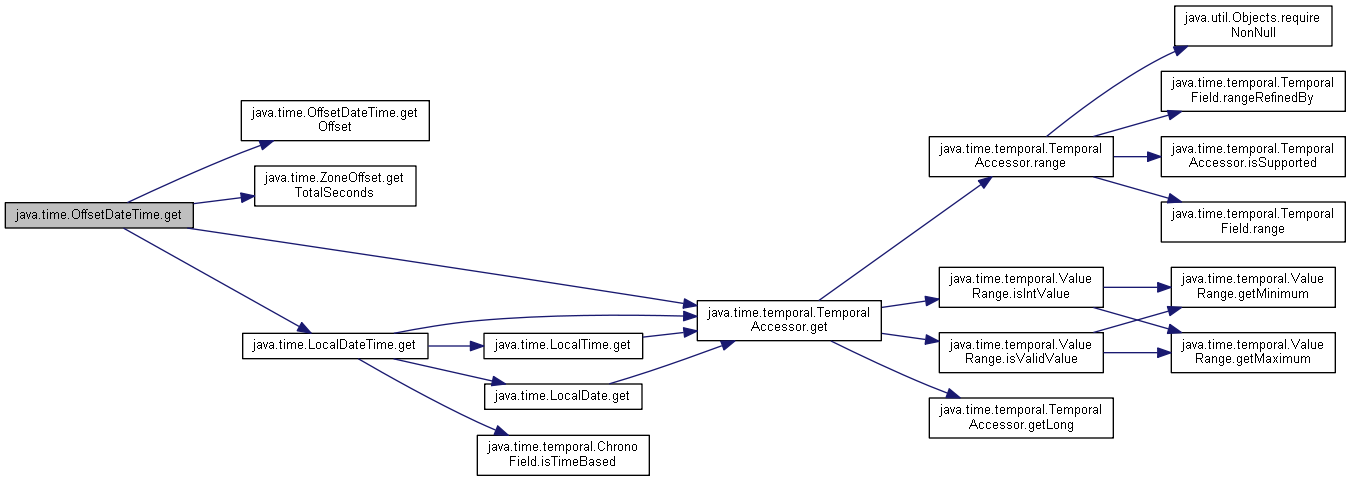 java.time.OffsetDateTime.get
java.time.OffsetDateTime.get
Offset
java.time.ZoneOffset.get
TotalSeconds
java.time.LocalDateTime.get
java.time.LocalTime.get
java.time.LocalDate.get
java.time.temporal.Chrono
Field.isTimeBased
java.time.temporal.Temporal
Accessor.get
java.time.temporal.Temporal
Accessor.range
java.time.temporal.Value
Range.isIntValue
java.time.temporal.Value
Range.isValidValue
java.time.temporal.Temporal
Accessor.getLong
java.util.Objects.require
NonNull
java.time.temporal.Temporal
Field.rangeRefinedBy
java.time.temporal.Temporal
Accessor.isSupported
java.time.temporal.Temporal
Field.range
java.time.temporal.Value
Range.getMinimum
java.time.temporal.Value
Range.getMaximum